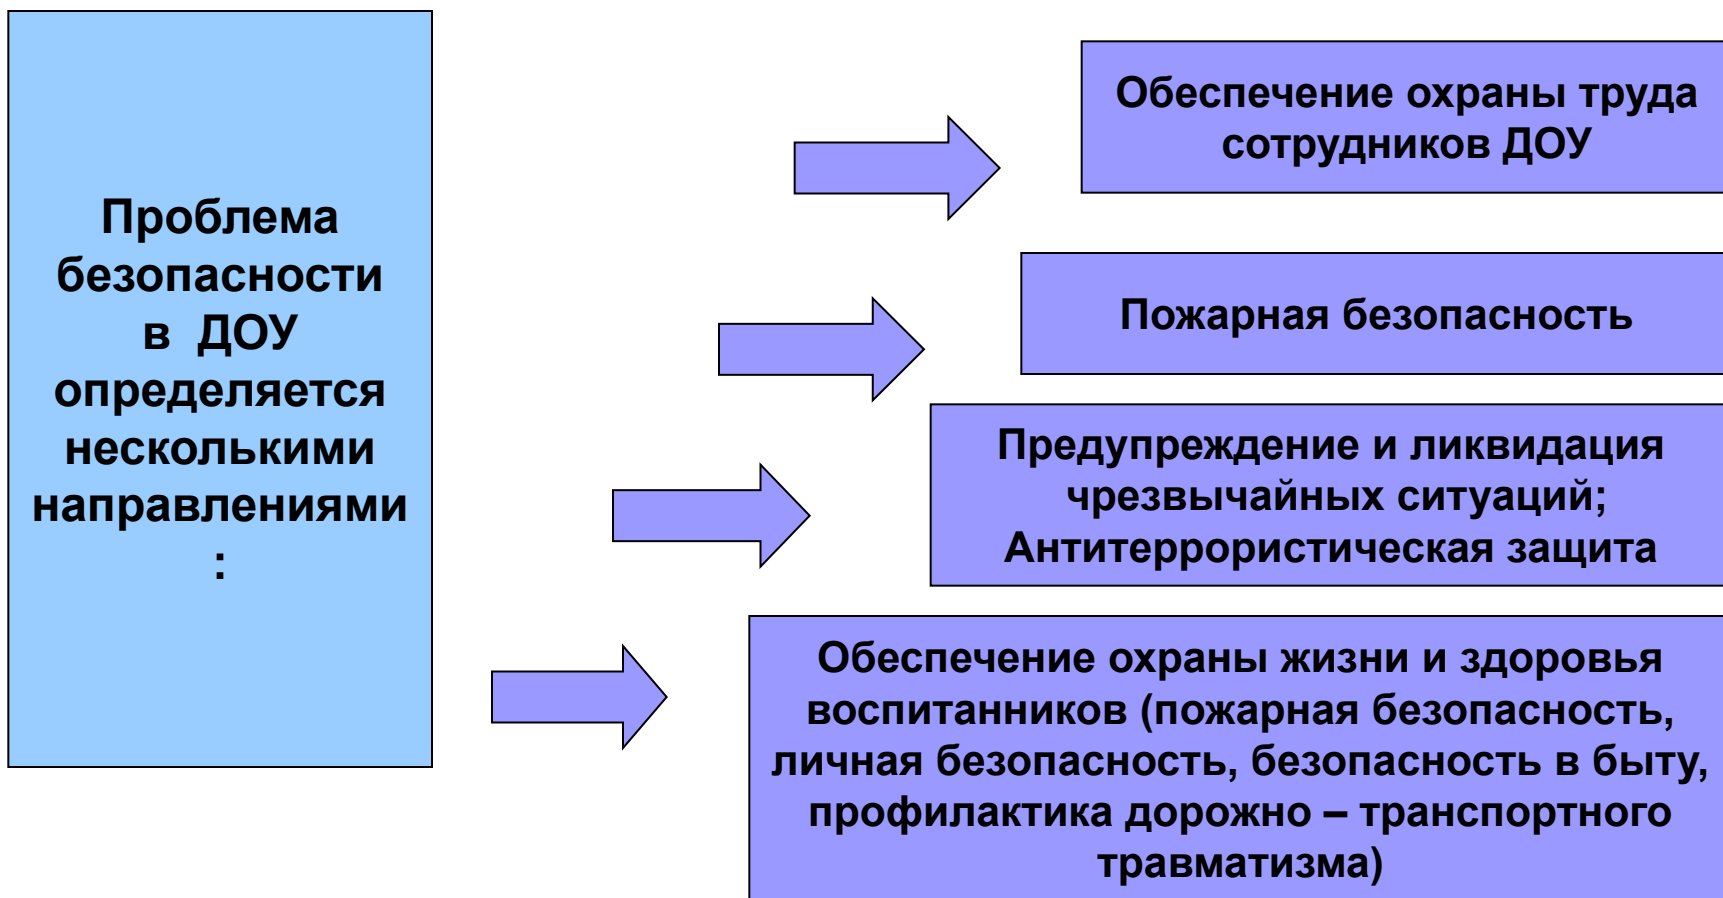 Проблема
безопасности
в ДОУ
определяется
несколькими
направлениями
:
Обеспечение охраны труда
сотрудников ДОУ
Пожарная безопасность
Предупреждение и ликвидация
чрезвычайных ситуаций;
Антитеррористическая защита
Обеспечение охраны жизни и здоровья
воспитанников (пожарная безопасность,
личная безопасность, безопасность в быту,
профилактика дорожно – транспортного
травматизма)